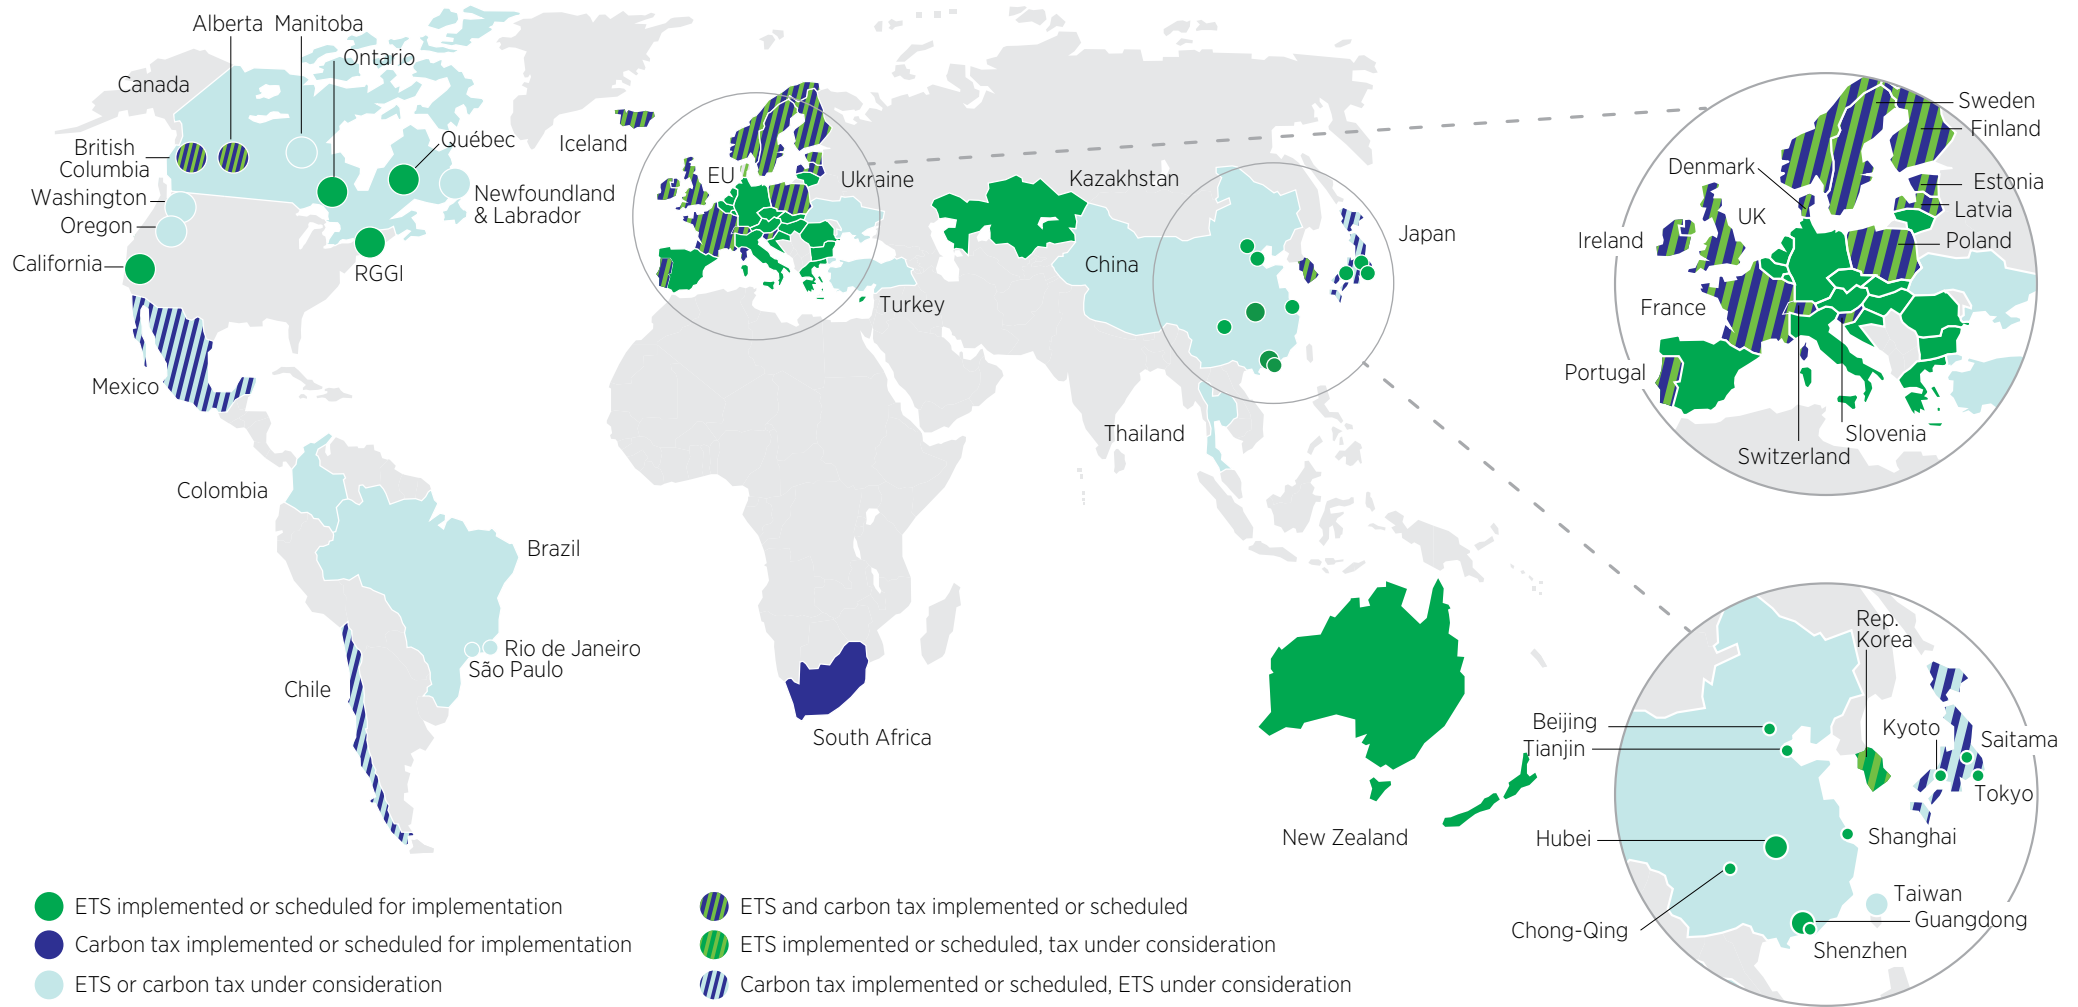 Alberta
Manitoba
Ontario
Canada
British
Columbia
Québec
Washington
Oregon
Newfoundland
& Labrador
California
RGGI
Mexico
Colombia
Brazil
Rio de Janeiro
São Paulo
Chile
Iceland
EU
Ukraine
Kazakhstan
Turkey
China
Japan
Thailand
South Africa
New Zealand
Sweden
Finland
Denmark
Estonia
Latvia
UK
Ireland
Poland
France
Portugal
Slovenia
Switzerland
Rep.
Korea
Beijing
Tianjin
Kyoto
Saitama
Tokyo
Hubei
Shanghai
Taiwan
Guangdong
Chong-Qing
Shenzhen
ETS implemented or scheduled for implementation
Carbon tax implemented or scheduled for implementation
ETS or carbon tax under consideration
ETS and carbon tax implemented or scheduled
ETS implemented or scheduled, tax under consideration
Carbon tax implemented or scheduled, ETS under consideration